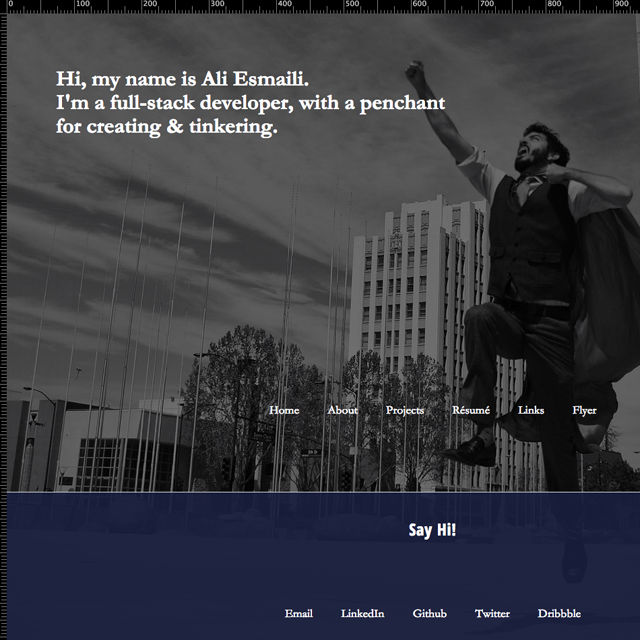 0 100 200 300 400 500 600 700 800 900
Hi, my name is Ali Esmaili.
I'm a full-stack developer, with a penchant
for creating & tinkering.
Home About Projects Résumé Links Flyer
Say Hi!
Email LinkedIn Github Twitter Dribbble